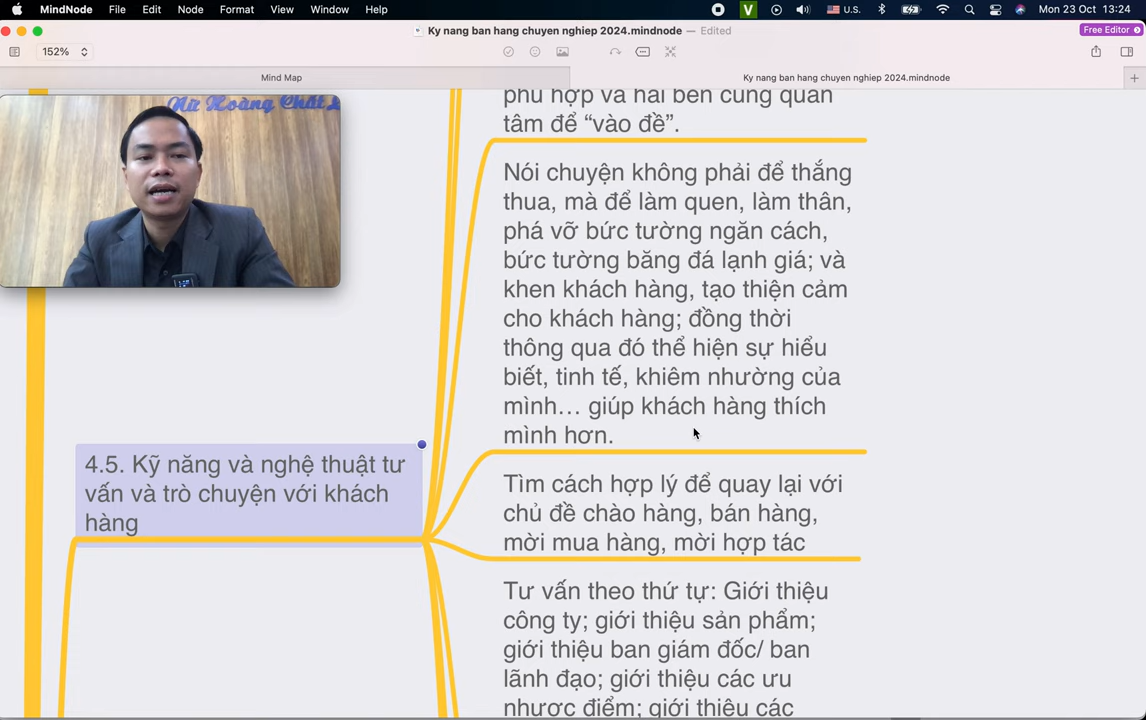 MindNode File Edit Node Format View Window Help V U.S. Mon 23 Oct 13:24
Ky nang ban hang chuyen nghiep 2024.mindnode — Edited
Free Editor
152%
Mind Map
Ky nang ban hang chuyen nghiep 2024.mindnode
Nữ Hoàng Chất L
phù hợp và hai bên cùng quan
tâm để “vào đề”.
Nói chuyện không phải để thắng
thua, mà để làm quen, làm thân,
phá vỡ bức tường ngăn cách,
bức tường băng đá lạnh giá; và
khen khách hàng, tạo thiện cảm
cho khách hàng; đồng thời
thông qua đó thể hiện sự hiểu
biết, tinh tế, khiêm nhường của
mình… giúp khách hàng thích
mình hơn.
4.5. Kỹ năng và nghệ thuật tư
vấn và trò chuyện với khách
hàng
Tìm cách hợp lý để quay lại với
chủ đề chào hàng, bán hàng,
mời mua hàng, mời hợp tác
Tư vấn theo thứ tự: Giới thiệu
công ty; giới thiệu sản phẩm;
giới thiệu ban giám đốc/ ban
lãnh đạo; giới thiệu các ưu
nhược điểm; giới thiệu các